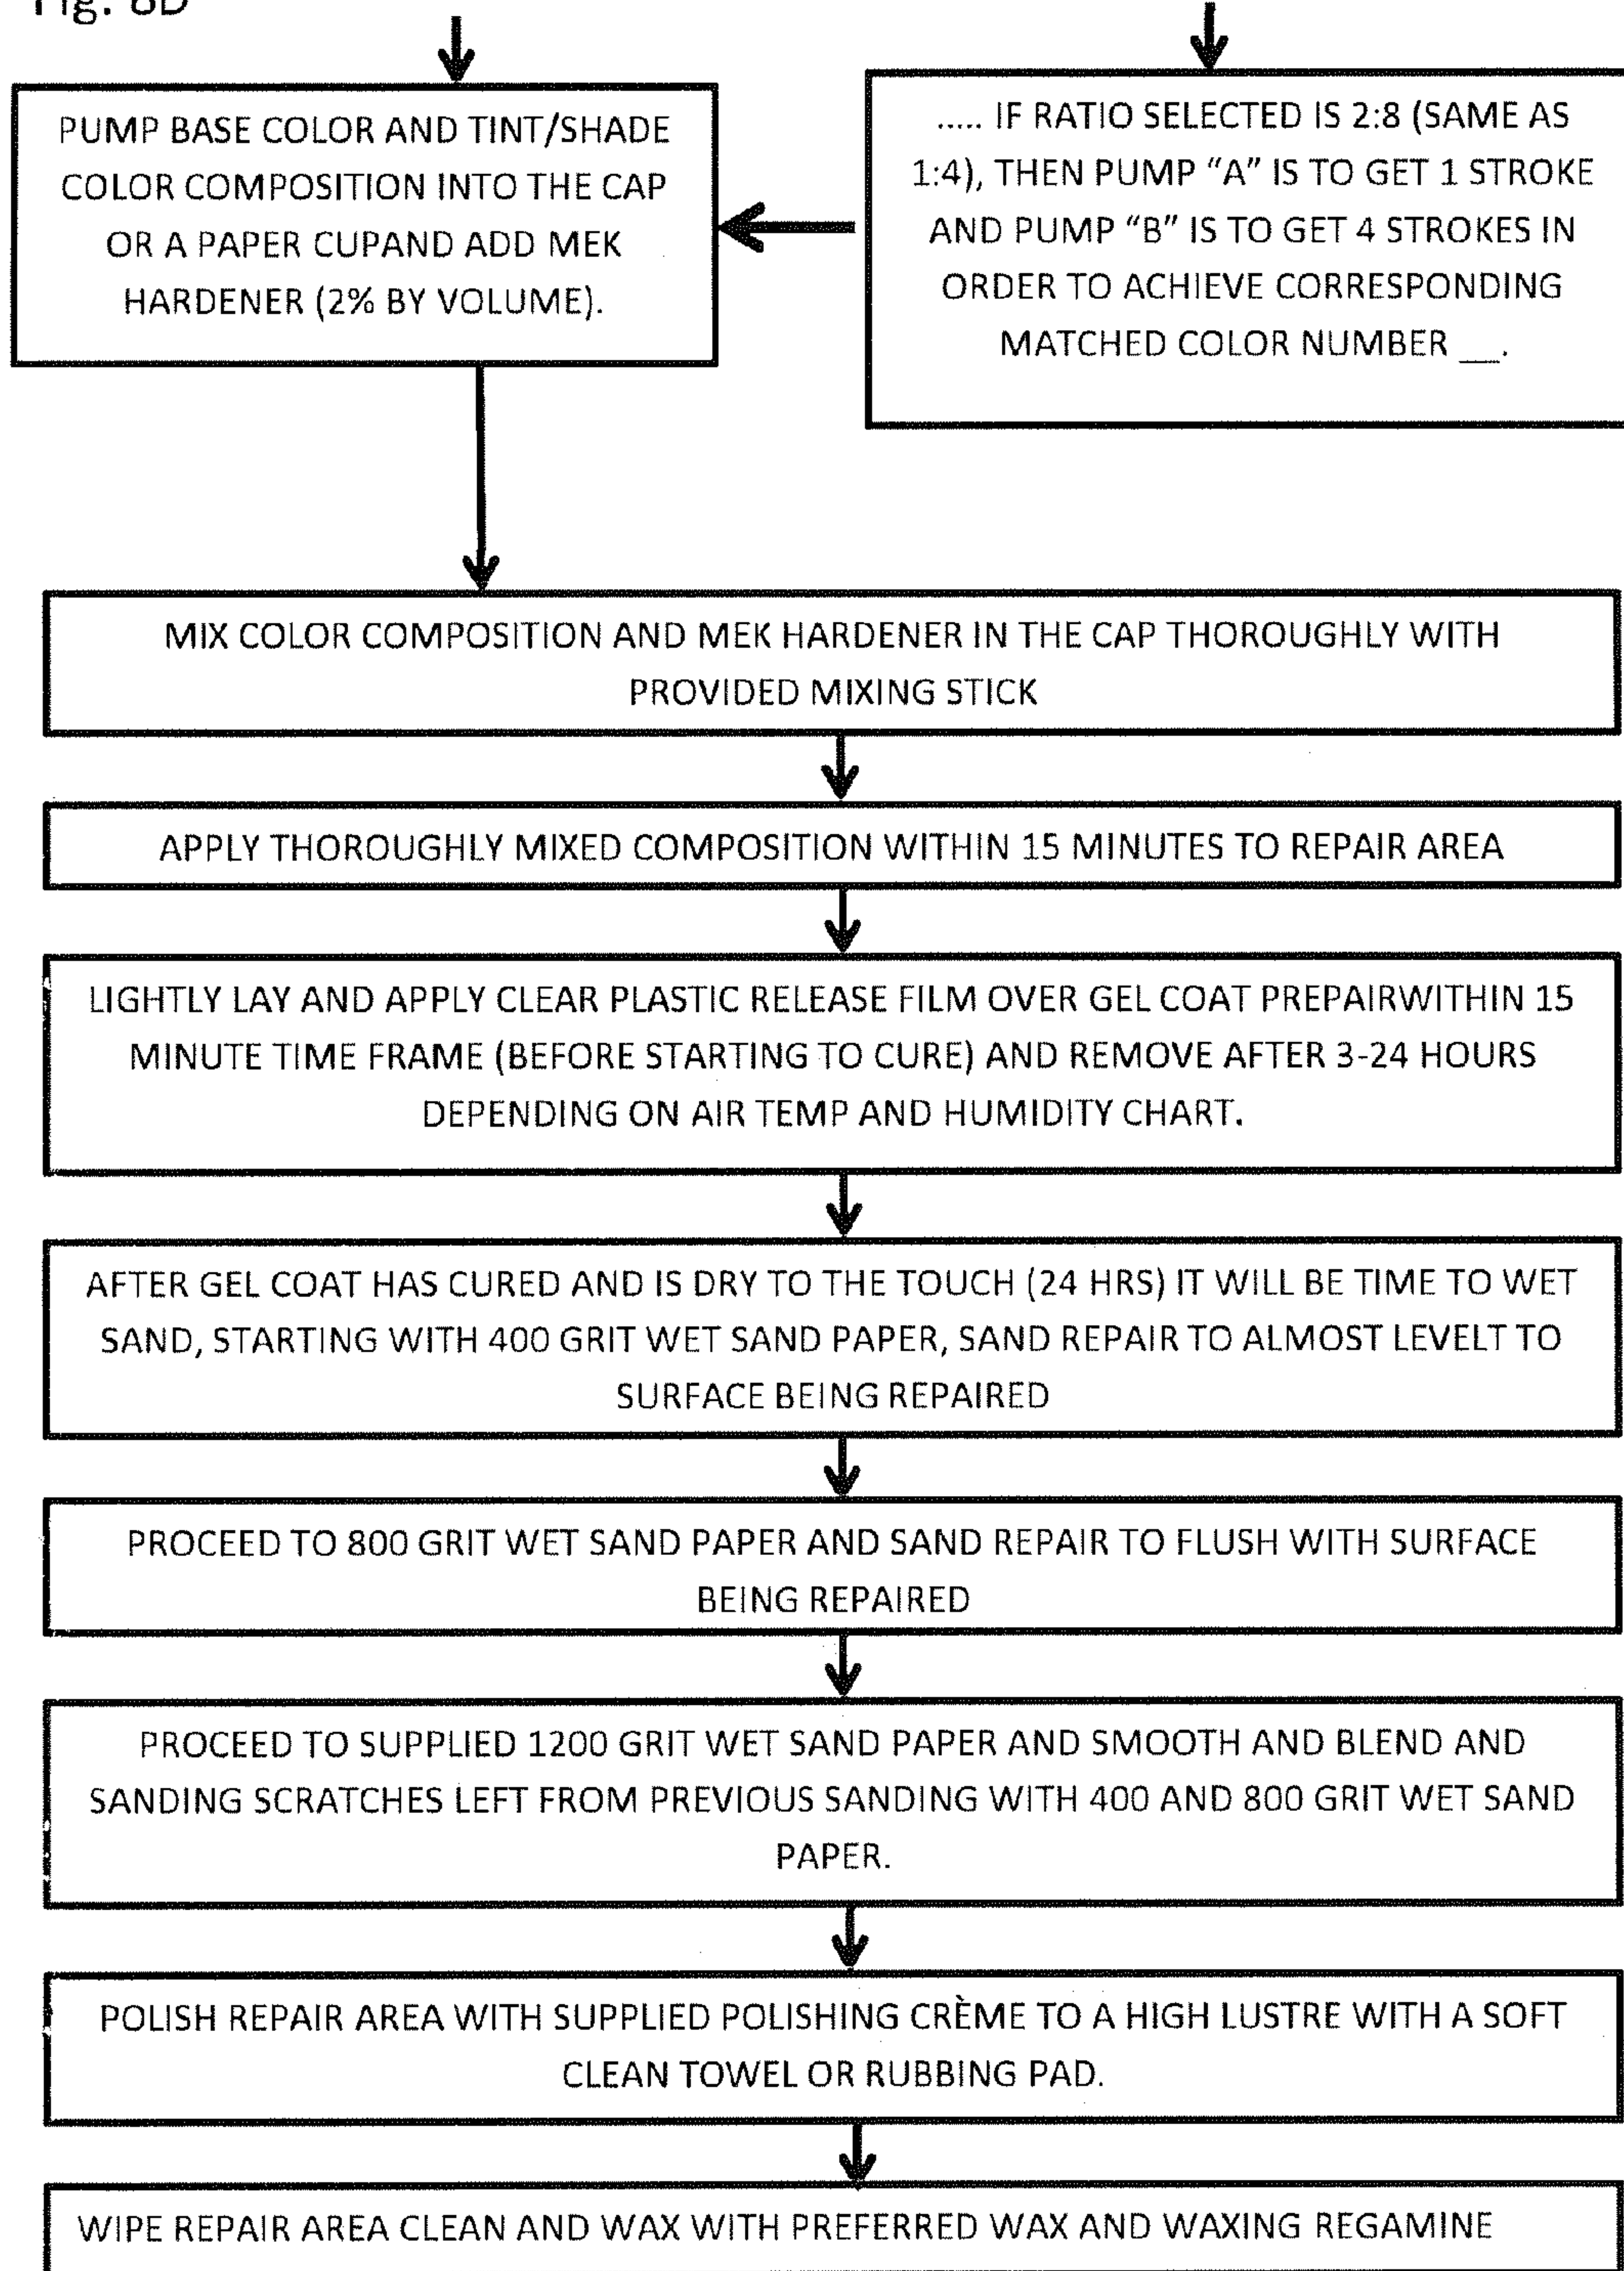 Fig. 8D
PUMP BASE COLOR AND TINT/SHADE
COLOR COMPOSITION INTO THE CAP
OR A PAPER CUPAND ADD MEK
HARDENER (2% BY VOLUME).
..... IF RATIO SELECTED IS 2:8 (SAME AS
1:4), THEN PUMP “A” IS TO GET 1 STROKE
AND PUMP “B” IS TO GET 4 STROKES IN
ORDER TO ACHIEVE CORRESPONDING
MATCHED COLOR NUMBER __.
MIX COLOR COMPOSITION AND MEK HARDENER IN THE CAP THOROUGHLY WITH
PROVIDED MIXING STICK
APPLY THOROUGHLY MIXED COMPOSITION WITHIN 15 MINUTES TO REPAIR AREA
LIGHTLY LAY AND APPLY CLEAR PLASTIC RELEASE FILM OVER GEL COAT PREPAIRWITHIN 15
MINUTE TIME FRAME (BEFORE STARTING TO CURE) AND REMOVE AFTER 3-24 HOURS
DEPENDING ON AIR TEMP AND HUMIDITY CHART.
AFTER GEL COAT HAS CURED AND IS DRY TO THE TOUCH (24 HRS) IT WILL BE TIME TO WET
SAND, STARTING WITH 400 GRIT WET SAND PAPER, SAND REPAIR TO ALMOST LEVELT TO
SURFACE BEING REPAIRED
PROCEED TO 800 GRIT WET SAND PAPER AND SAND REPAIR TO FLUSH WITH SURFACE
BEING REPAIRED
PROCEED TO SUPPLIED 1200 GRIT WET SAND PAPER AND SMOOTH AND BLEND AND
SANDING SCRATCHES LEFT FROM PREVIOUS SANDING WITH 400 AND 800 GRIT WET SAND
PAPER.
POLISH REPAIR AREA WITH SUPPLIED POLISHING CRÈME TO A HIGH LUSTRE WITH A SOFT
CLEAN TOWEL OR RUBBING PAD.
WIPE REPAIR AREA CLEAN AND WAX WITH PREFERRED WAX AND WAXING REGAMINE